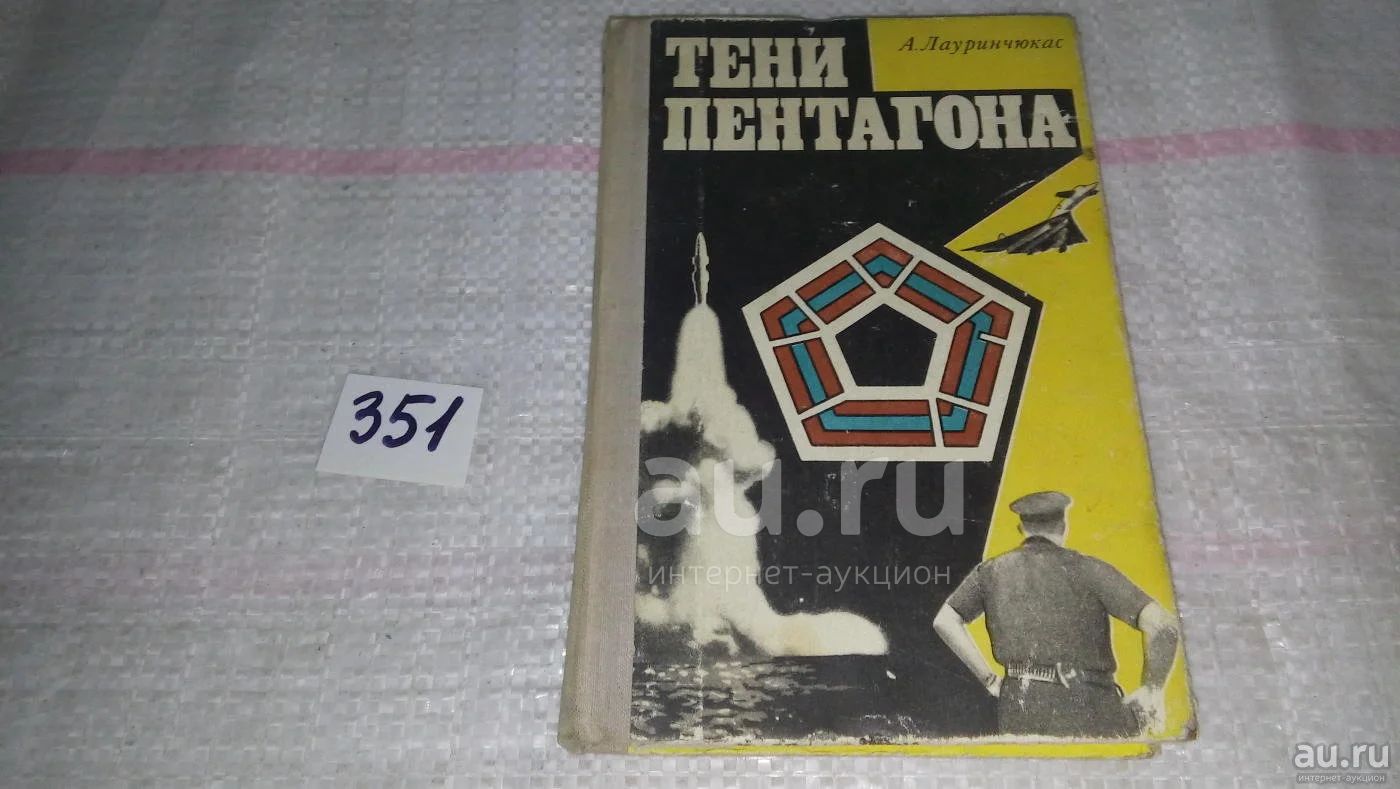 А. Лауринчюкас
ТЕНИ
ПЕНТАГОНА
351
au.ru
интернет-аукцион
au.ru
интернет-аукцион